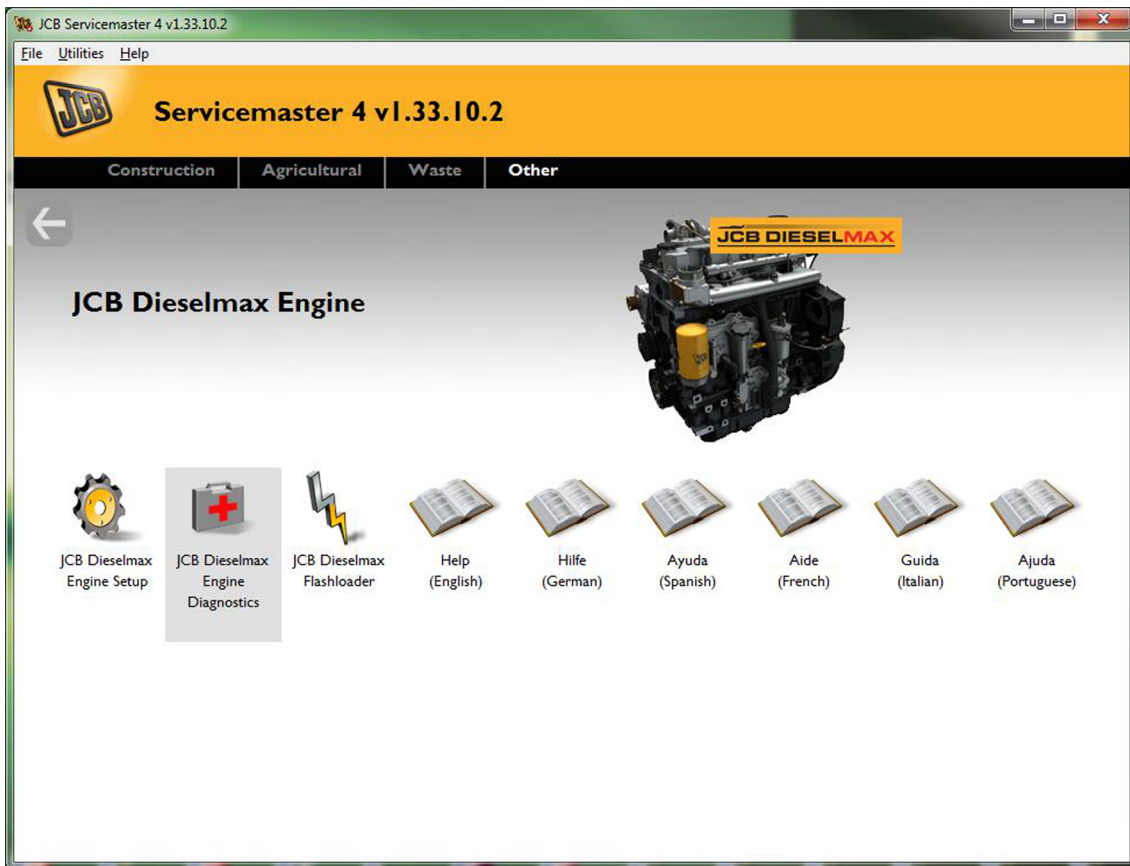 JCB Servicemaster 4 v1.33.10.2
File Utilities Help
JCB
Servicemaster 4 v1.33.10.2
Construction Agricultural Waste Other
JCB DIESELMAX
JCB Dieselmax Engine
JCB Dieselmax
Engine Setup
JCB Dieselmax
Engine
Diagnostics
JCB Dieselmax
Flashloader
Help
(English)
Hilfe
(German)
Ayuda
(Spanish)
Aide
(French)
Guida
(Italian)
Ajuda
(Portuguese)